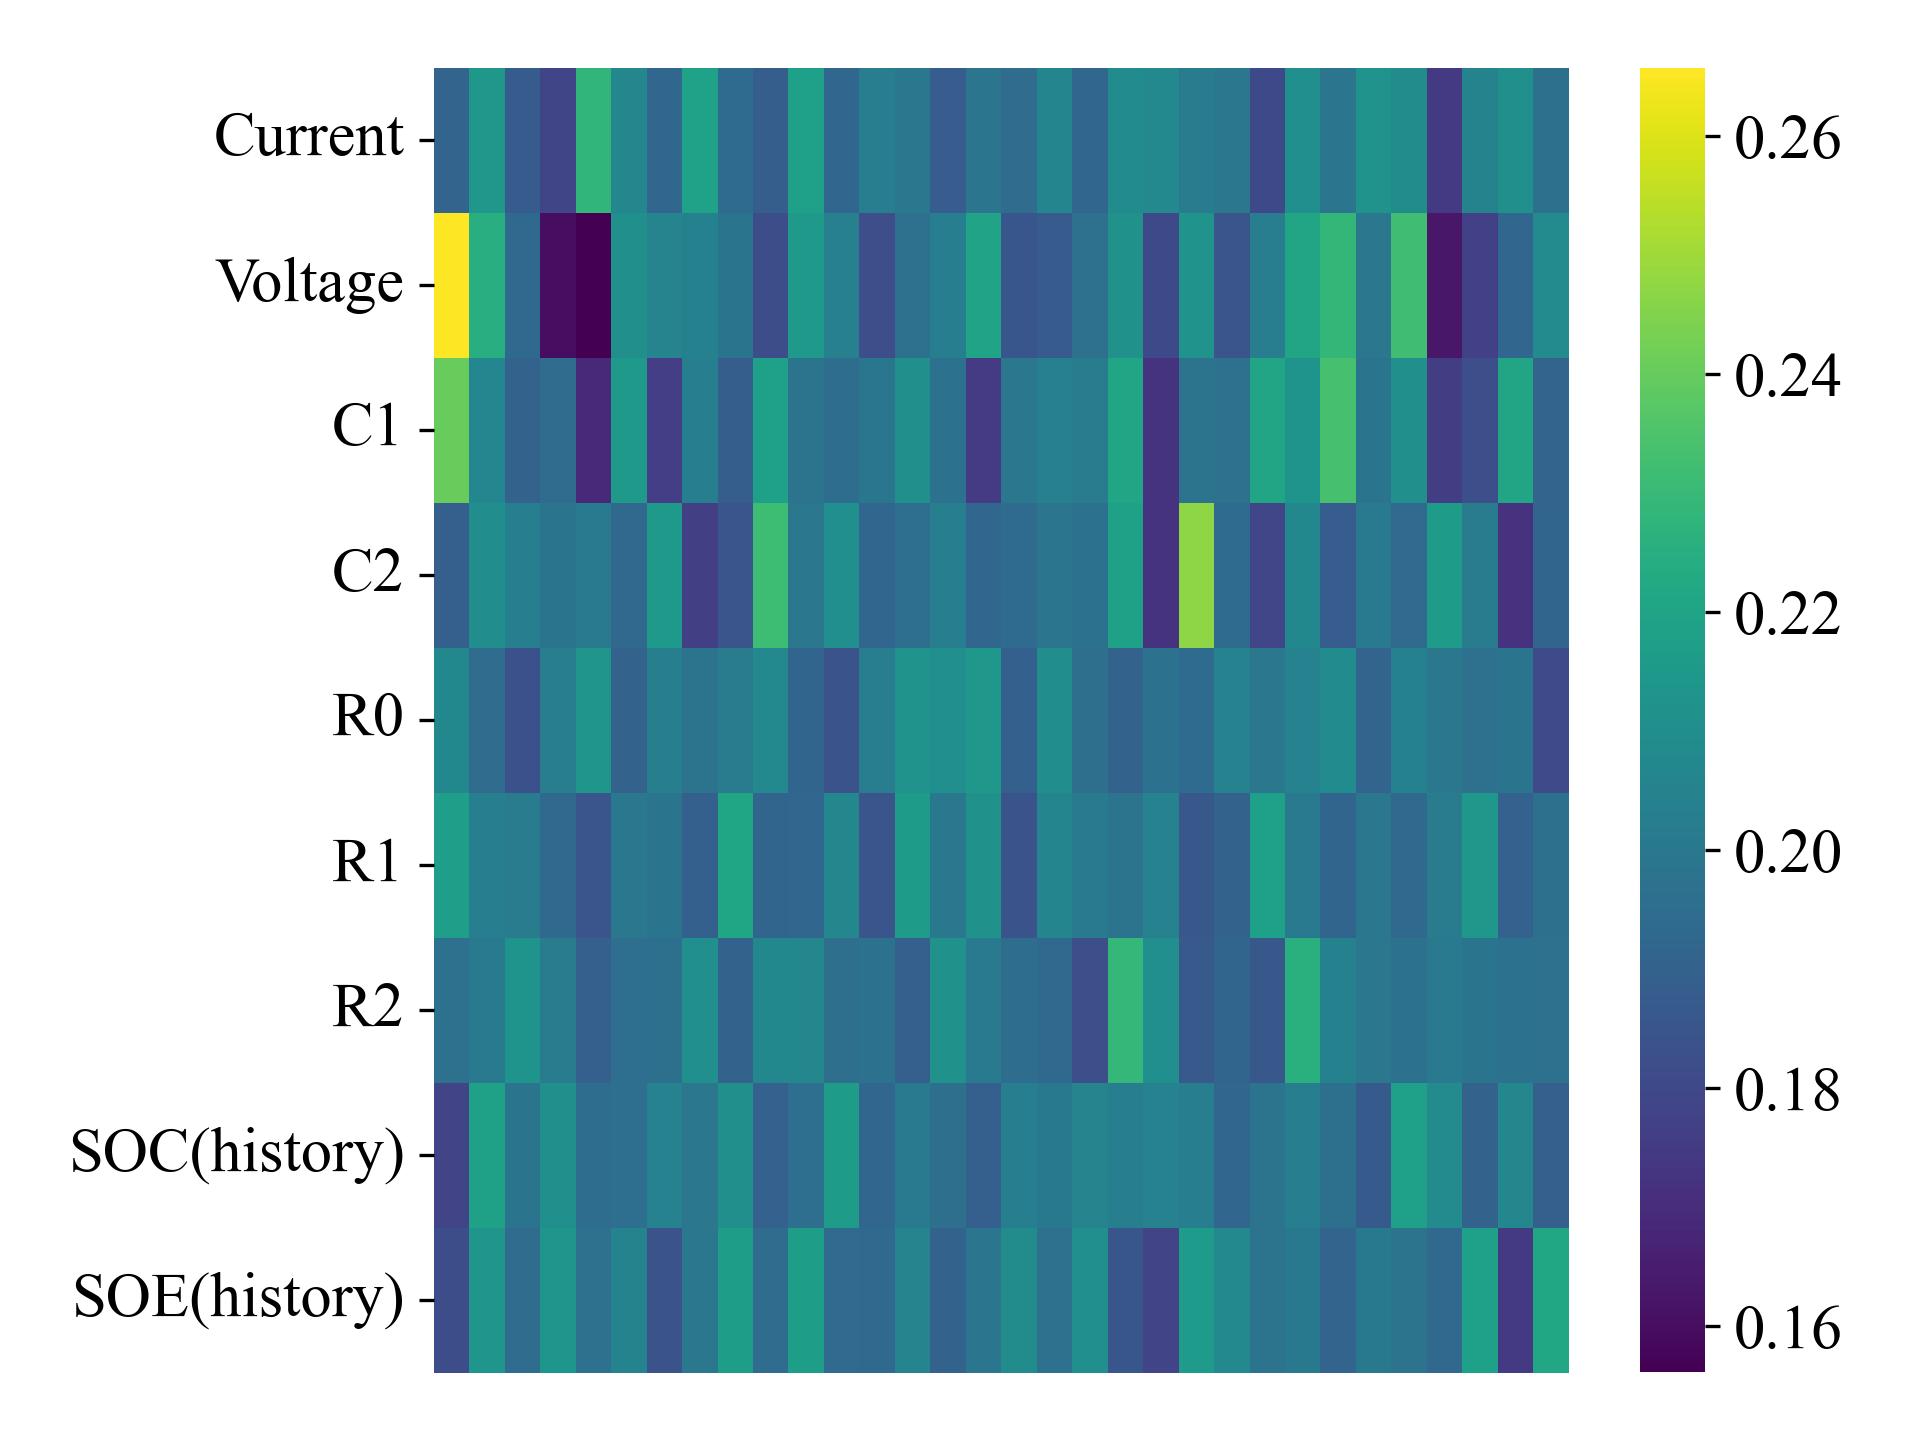 Current
Voltage
C1
C2
R0
R1
R2
SOC(history)
SOE(history)
0.26
0.24
0.22
0.20
0.18
0.16